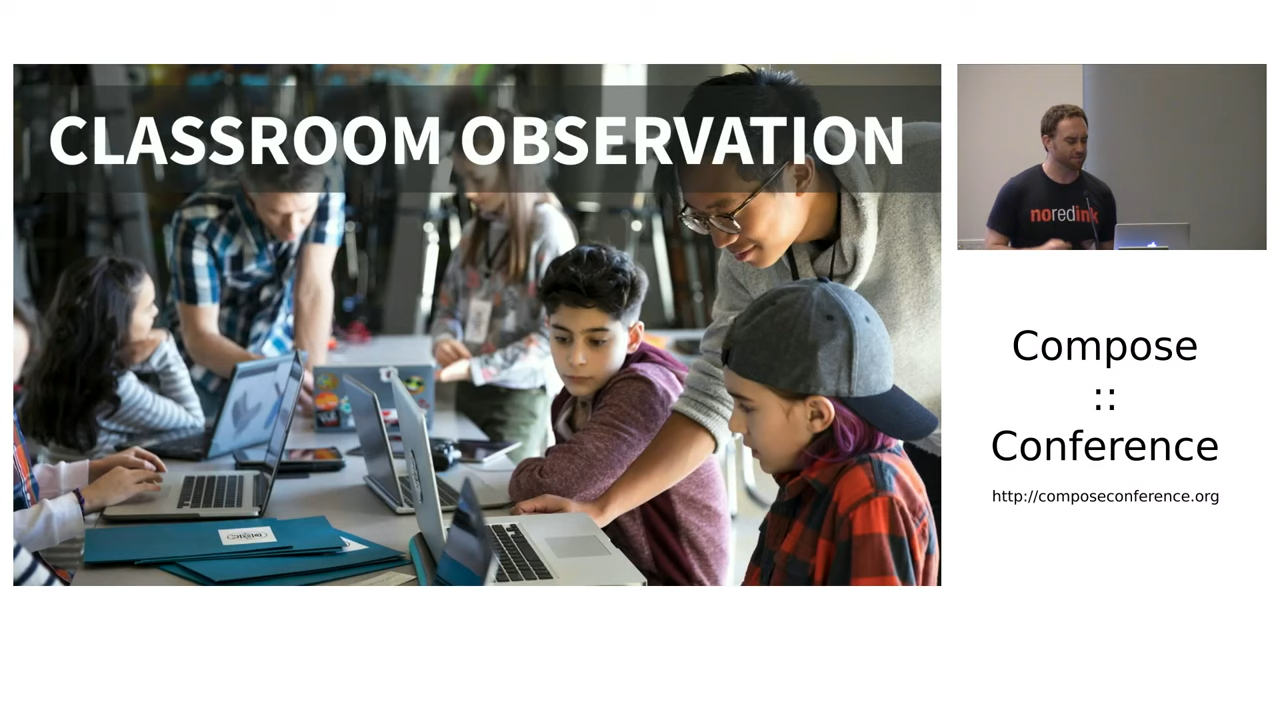 CLASSROOM OBSERVATION
noredink
Compose
::
Conference
http://composeconference.org